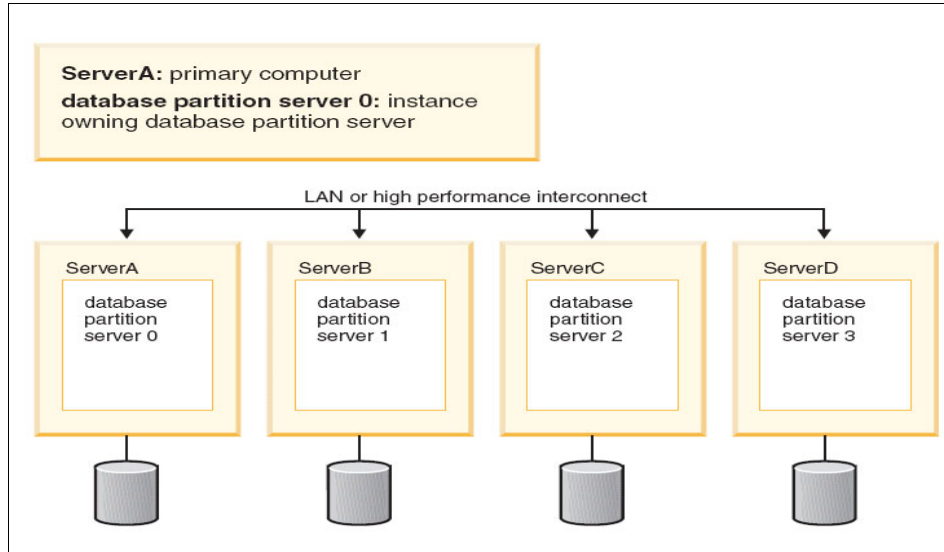 ServerA: primary computer
database partition server 0: instance
owning database partition server
LAN or high performance interconnect
ServerA
database
partition
server 0
ServerB
database
partition
server 1
ServerC
database
partition
server 2
ServerD
database
partition
server 3